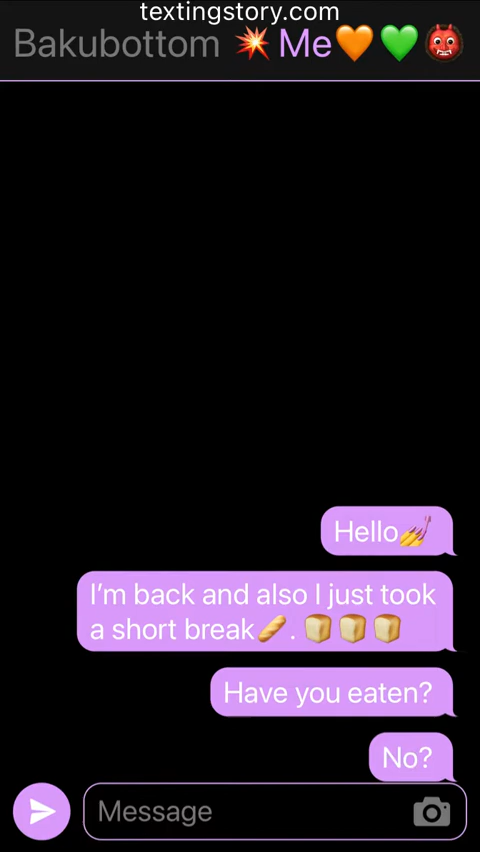 textingstory.com
Bakubottom 💥 Me🧡💚👹
Hello💅
I'm back and also I just took
a short break🥖. 🍞🍞🍞
Have you eaten?
No?
Message